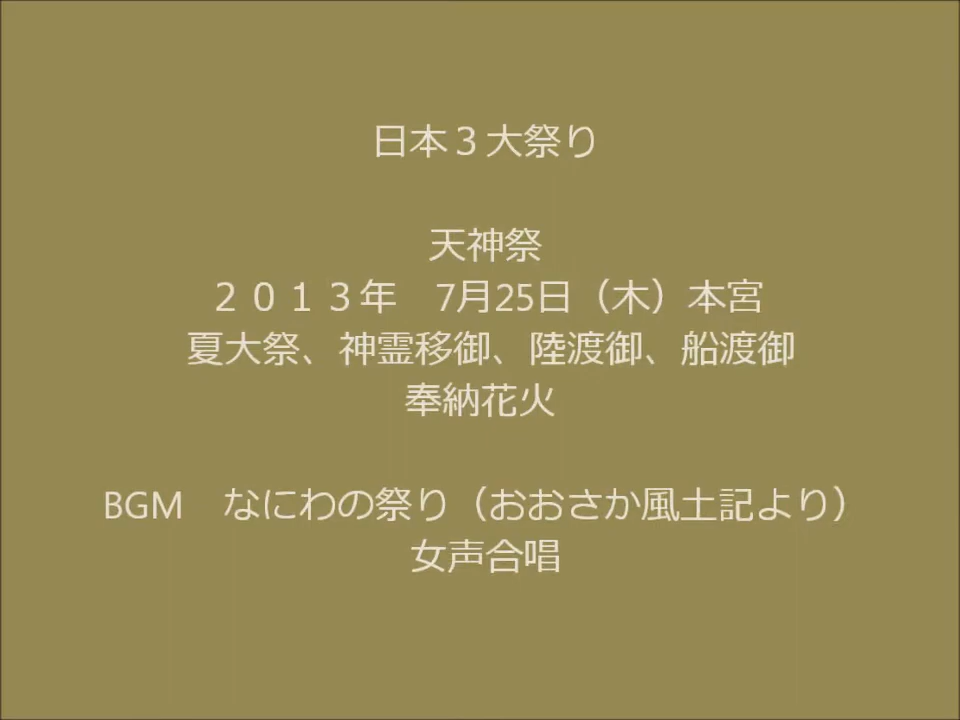 日本３大祭り
天神祭
２０１３年　7月25日（木）本宮
夏大祭、神霊移御、陸渡御、船渡御
奉納花火
BGM　なにわの祭り（おおさか風土記より）
女声合唱